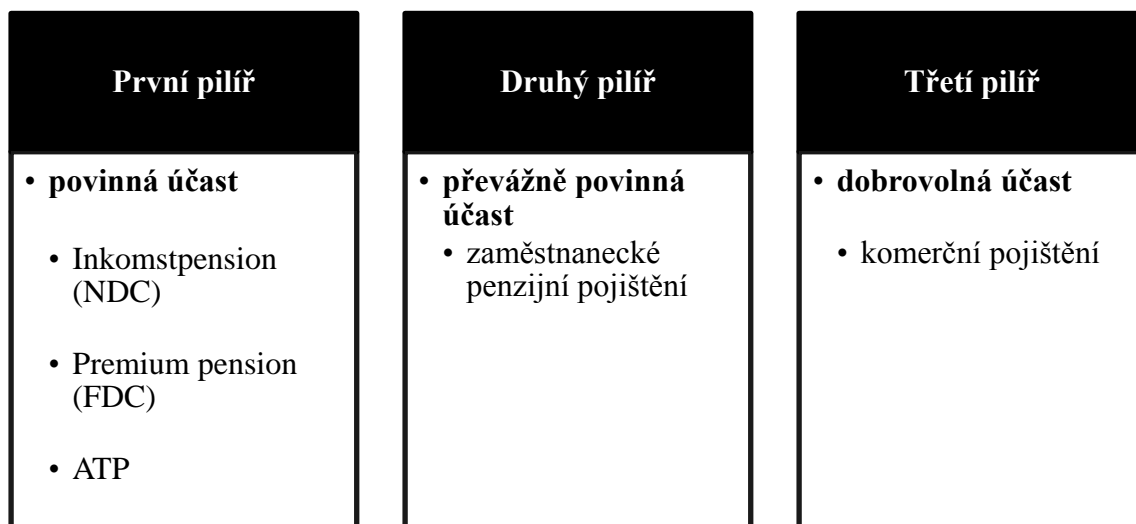 První pilíř
• povinná účast
• Inkomstpension
(NDC)
• Premium pension
(FDC)
• ATP
Druhý pilíř
• převážně povinná
účast
• zaměstnanecké
penzijní pojištění
Třetí pilíř
• dobrovolná účast
• komerční pojištění